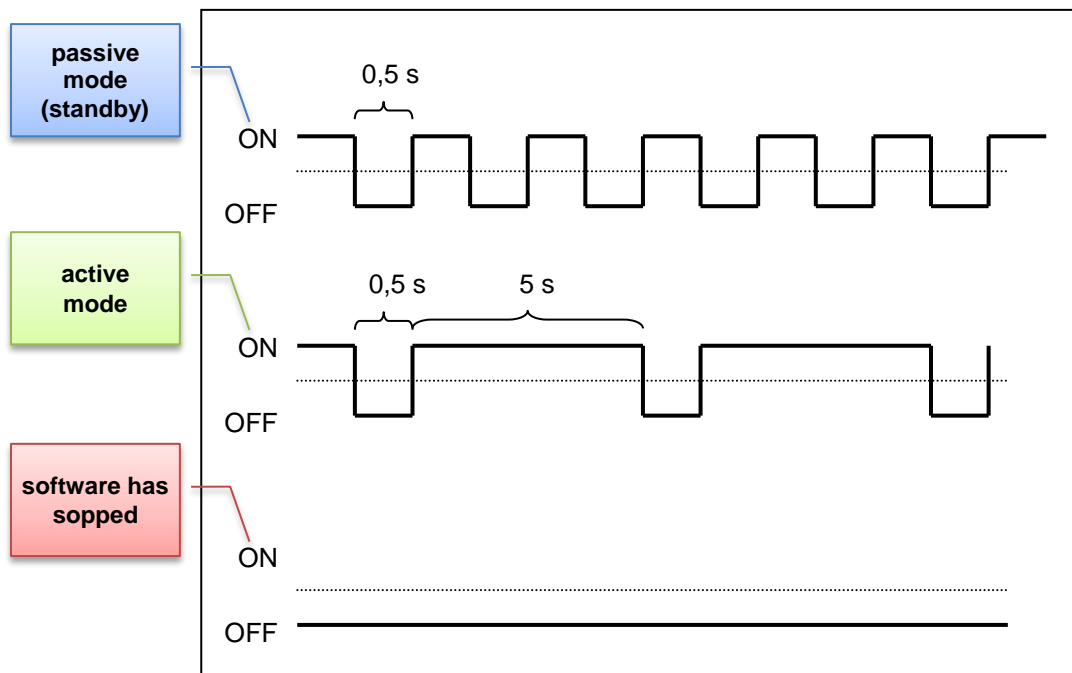 passive
mode
(standby)
0,5 s
ON
OFF
active
mode
0,5 s
5 s
ON
OFF
software has
sopped
ON
OFF